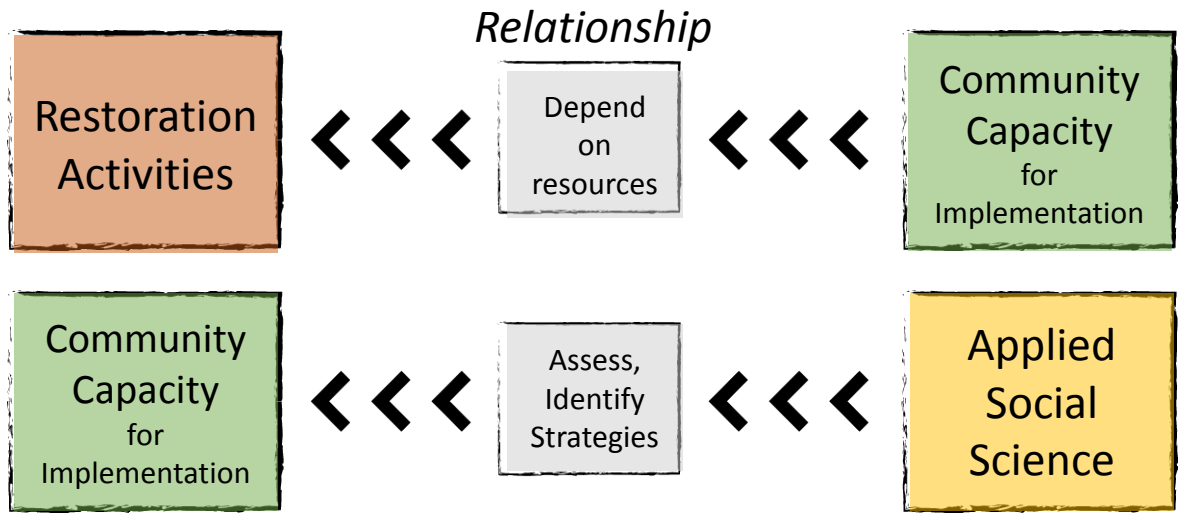 Relationship
Restoration
Activities
Depend
on
resources
Community
Capacity
for
Implementation
Community
Capacity
for
Implementation
Assess,
Identify
Strategies
Applied
Social
Science